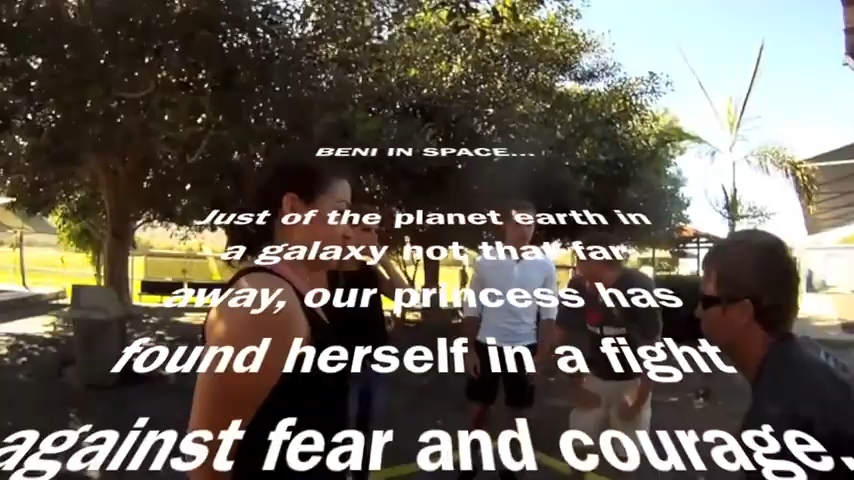 BENI IN SPACE...
Just of the planet earth in
a galaxy not that far
away, our princess has
found herself in a fight
against fear and courage.